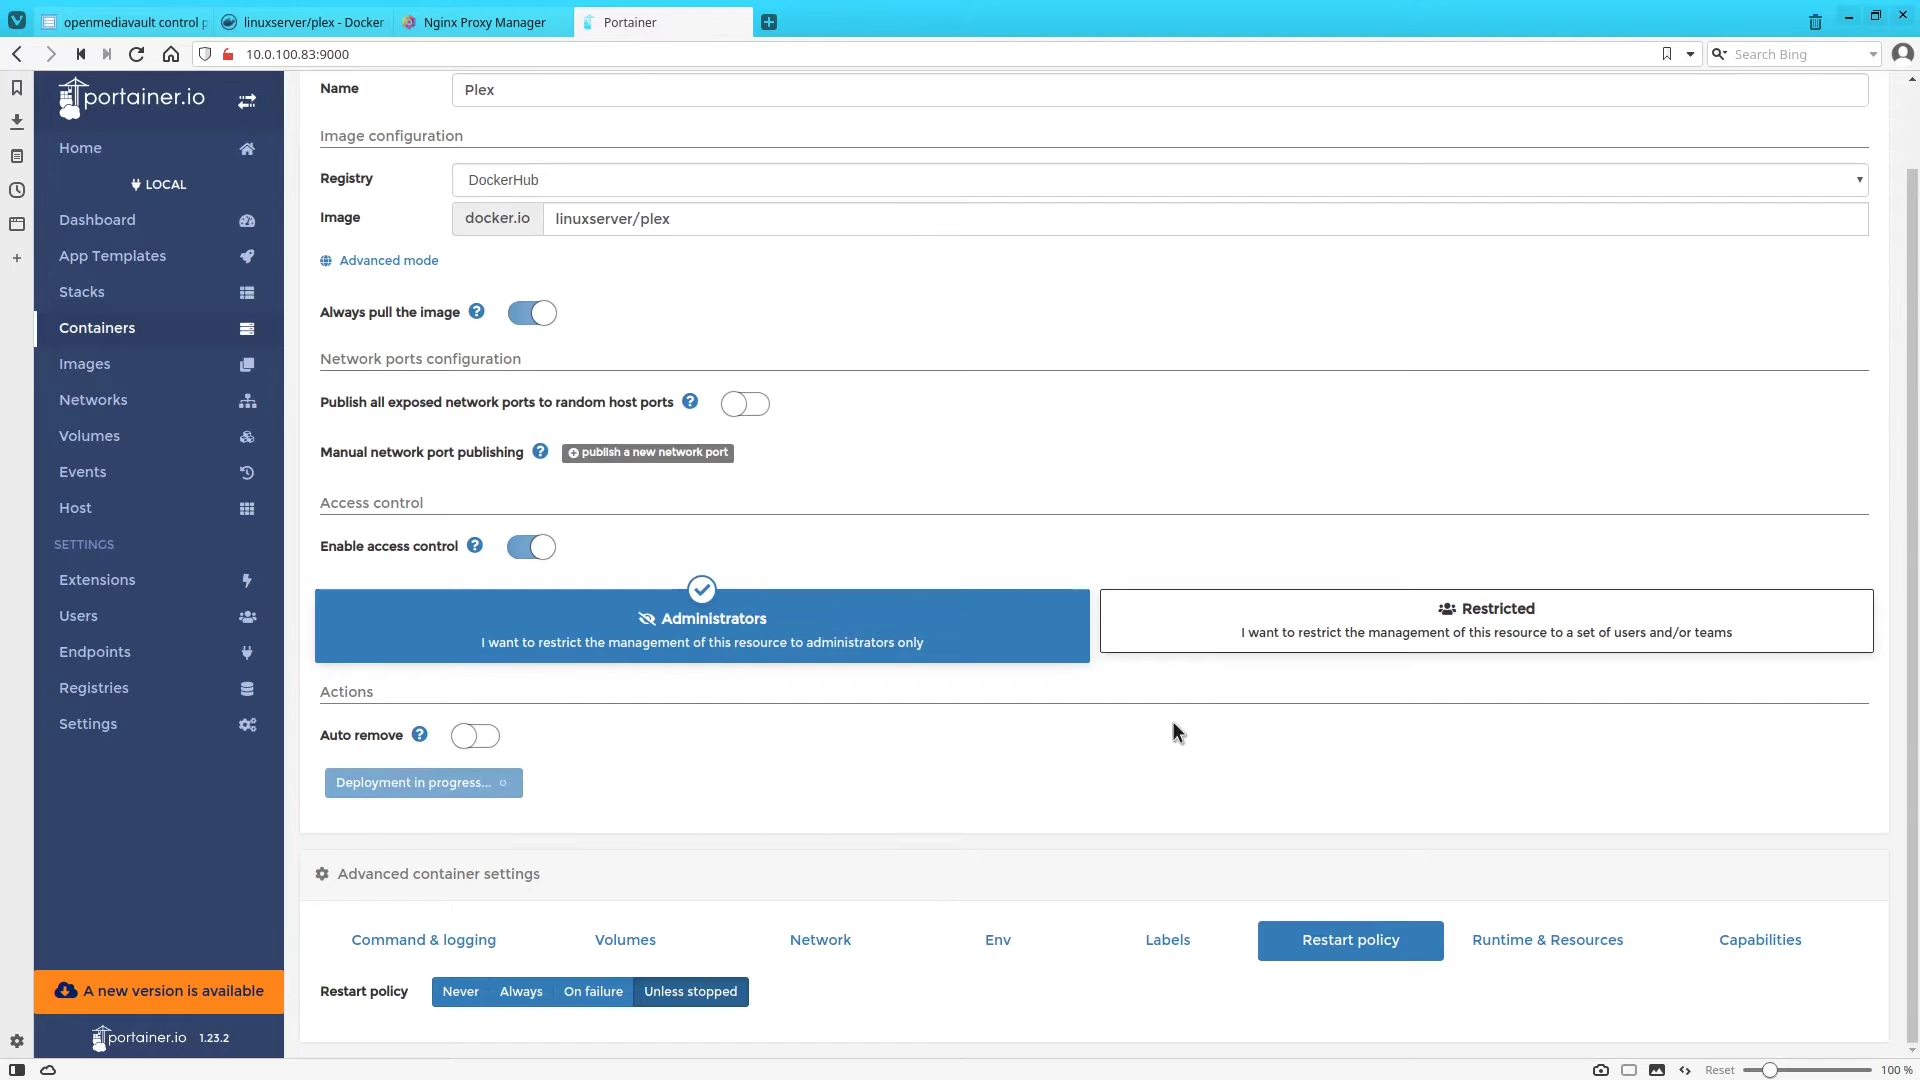 openmediavault control p
linuxserver/plex - Docker
Nginx Proxy Manager
Portainer
10.0.100.83:9000
Search Bing
portainer.io
Home
LOCAL
Dashboard
App Templates
Stacks
Containers
Images
Networks
Volumes
Events
Host
SETTINGS
Extensions
Users
Endpoints
Registries
Settings
A new version is available
portainer.io 1.23.2
Name
Plex
Image configuration
Registry
DockerHub
Image
docker.io
linuxserver/plex
Advanced mode
Always pull the image
Network ports configuration
Publish all exposed network ports to random host ports
Manual network port publishing
publish a new network port
Access control
Enable access control
Administrators
I want to restrict the management of this resource to administrators only
Restricted
I want to restrict the management of this resource to a set of users and/or teams
Actions
Auto remove
Deployment in progress...
Advanced container settings
Command & logging
Volumes
Network
Env
Labels
Restart policy
Runtime & Resources
Capabilities
Restart policy
Never
Always
On failure
Unless stopped
Reset
100 %